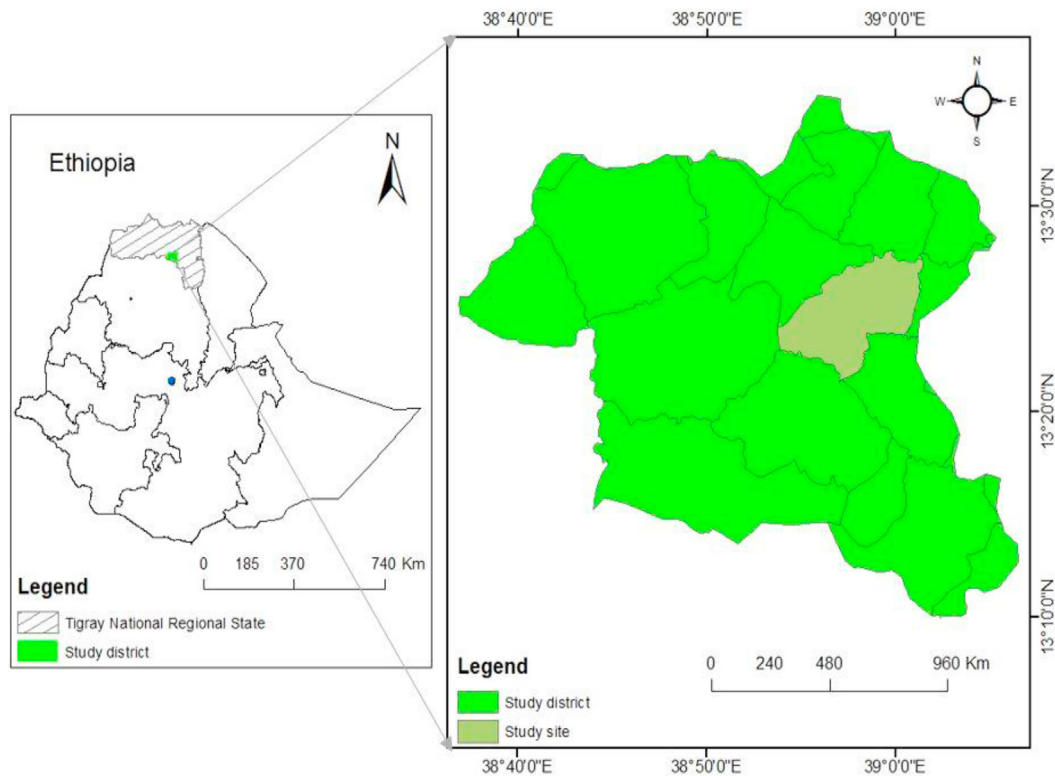 Ethiopia
N
0 185 370 740 Km
Legend
Tigray National Regional State
Study district
38°40'0"E 38°50'0"E 39°0'0"E
N
W E
S
13°30'0"N
13°20'0"N
13°10'0"N
0 240 480 960 Km
Legend
Study district
Study site
38°40'0"E 38°50'0"E 39°0'0"E